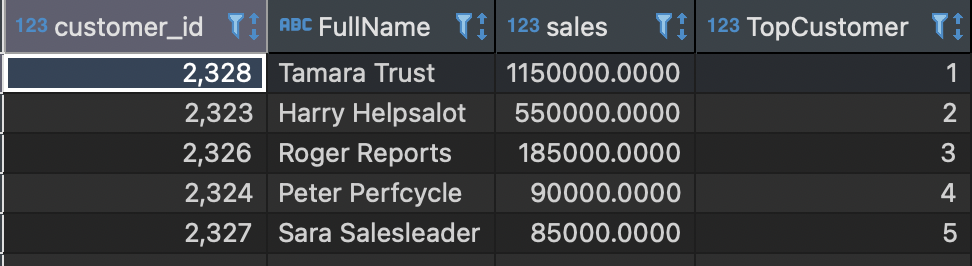 123 customer_id ABC FullName 123 sales 123 TopCustomer
2,328 Tamara Trust 1150000.0000 1
2,323 Harry Helpsalot 550000.0000 2
2,326 Roger Reports 185000.0000 3
2,324 Peter Perfcycle 90000.0000 4
2,327 Sara Salesleader 85000.0000 5